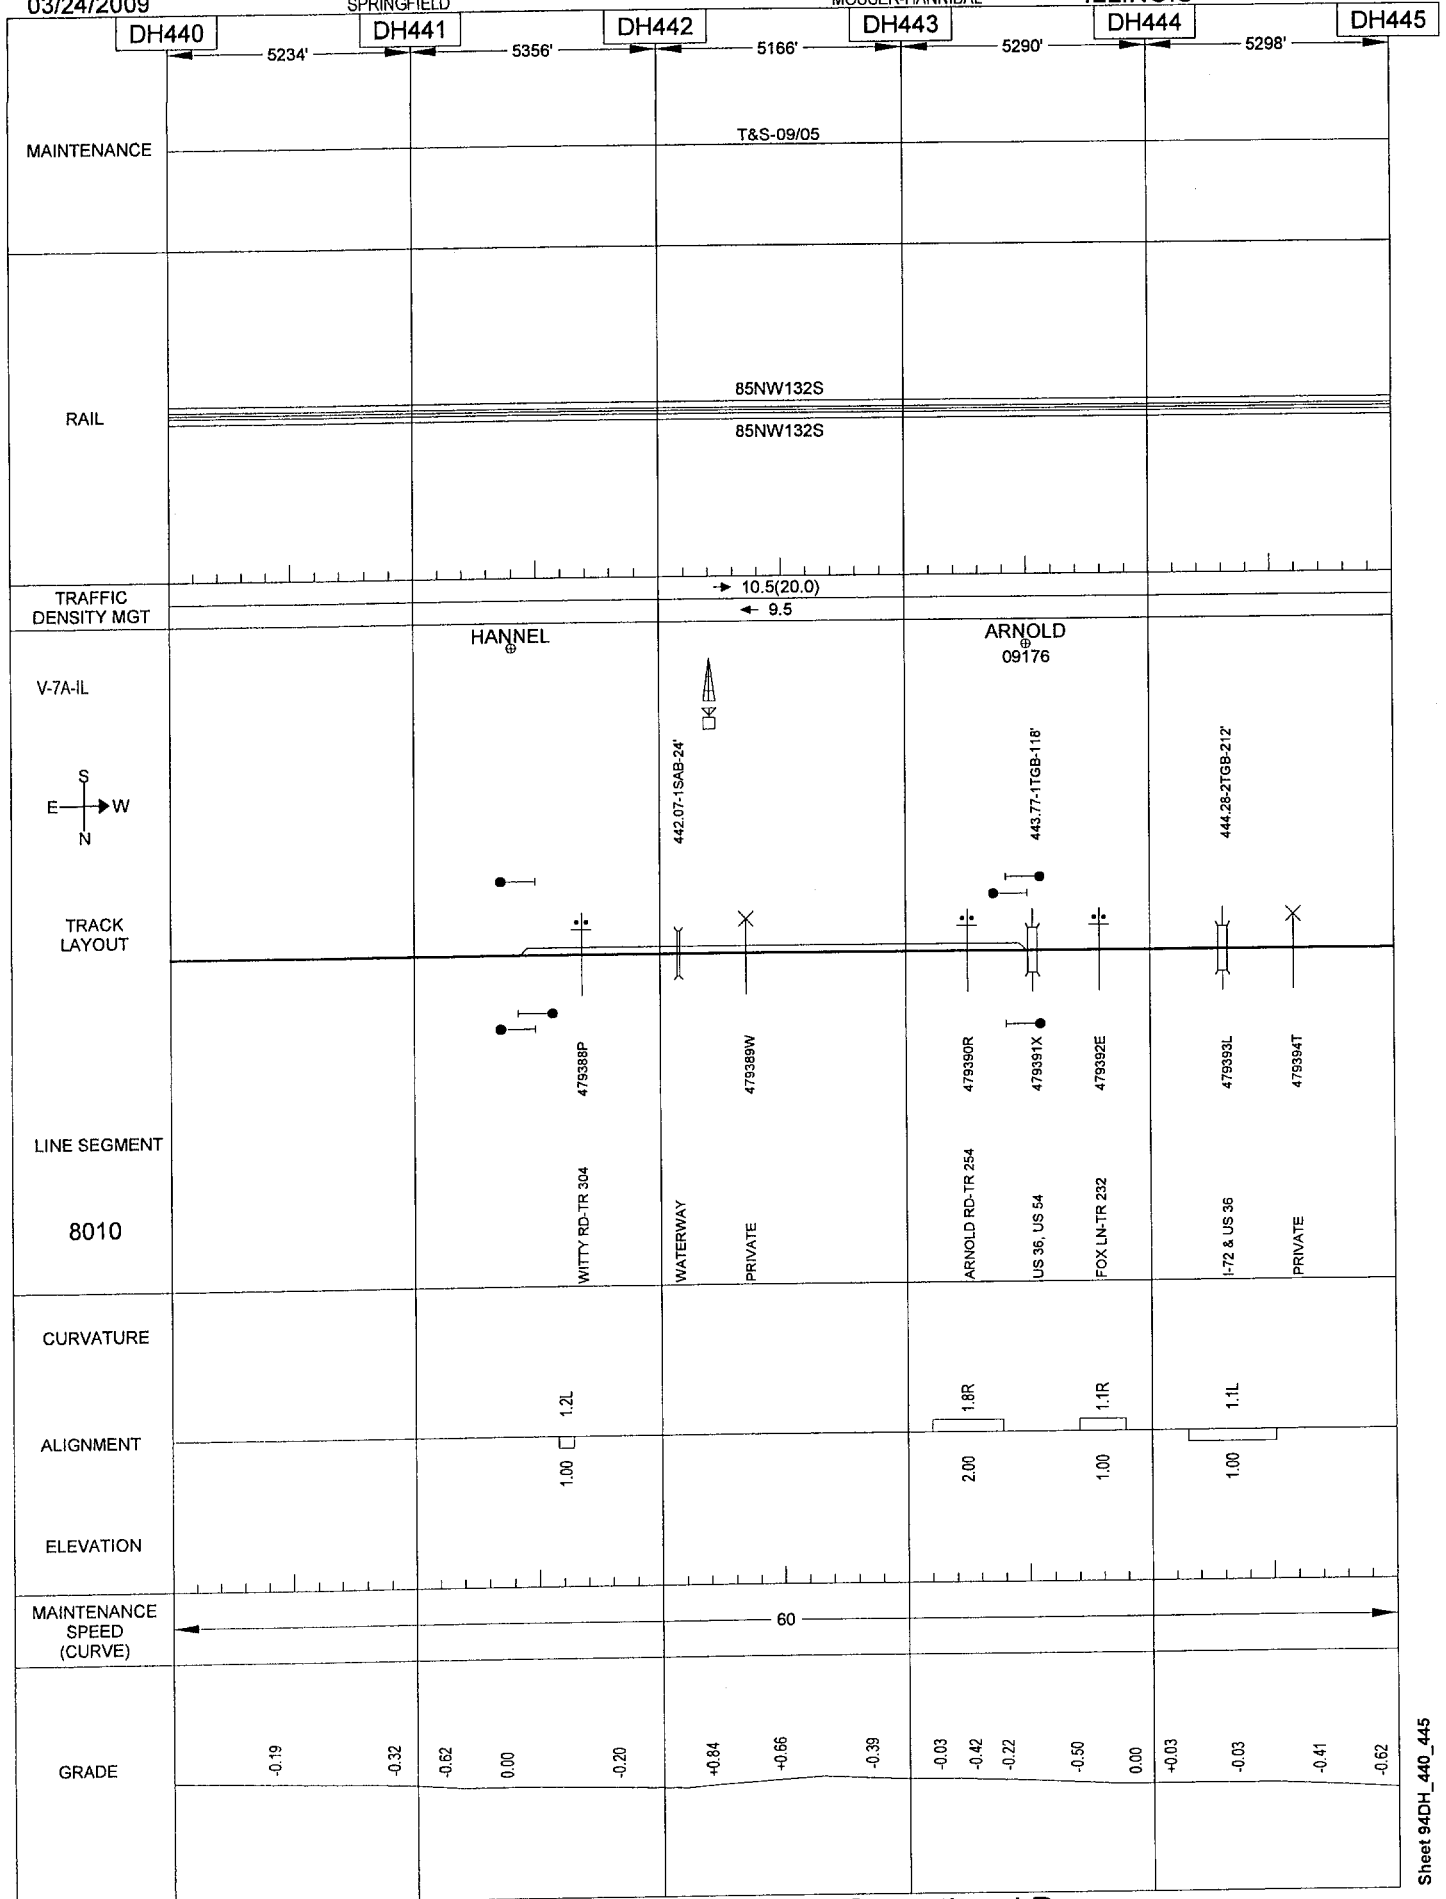 03/24/2009 SPRINGFIELD MOSSER-HANNIBAL ILLINOIS
DH440 DH441 DH442 DH443 DH444 DH445
5234' 5356' 5166' 5290' 5298'
MAINTENANCE
T&S-09/05
RAIL
85NW132S
85NW132S
TRAFFIC
DENSITY MGT
10.5(20.0)
9.5
HANNEL
ARNOLD
09176
V-7A-IL
S
E W
N
442.07-1SAB-24'
443.77-1TGB-118'
444.28-2TGB-212'
TRACK
LAYOUT
479388P
479389W
479390R
479391X
479392E
479393L
479394T
LINE SEGMENT
8010
WITTY RD-TR 304
WATERWAY
PRIVATE
ARNOLD RD-TR 254
US 36, US 54
FOX LN-TR 232
I-72 & US 36
PRIVATE
CURVATURE
1.2L 1.8R 1.1R 1.1L
ALIGNMENT
1.00 2.00 1.00 1.00
ELEVATION
MAINTENANCE
SPEED
(CURVE)
60
GRADE
-0.19 -0.32 -0.62 0.00 -0.20 +0.84 +0.66 -0.39 -0.03 -0.42 -0.22 -0.50 0.00 +0.03 -0.03 -0.41 -0.62
Sheet 94DH_440_445